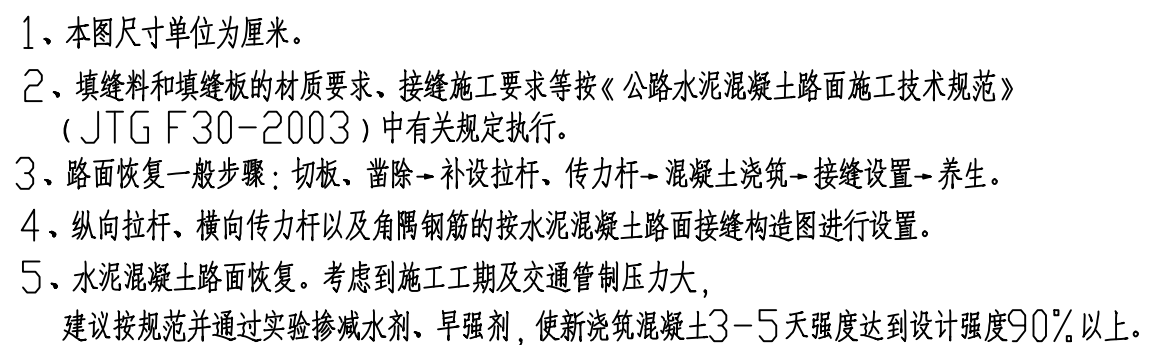 1、本图尺寸单位为厘米。
2、填缝料和填缝板的材质要求、接缝施工要求等按《公路水泥混凝土路面施工技术规范》
(JTG F30-2003)中有关规定执行。
3、路面恢复一般步骤:切板、凿除→补设拉杆、传力杆→混凝土浇筑→接缝设置→养生。
4、纵向拉杆、横向传力杆以及角隅钢筋的按水泥混凝土路面接缝构造图进行设置。
5、水泥混凝土路面恢复。考虑到施工工期及交通管制压力大,
建议按规范并通过实验掺减水剂、早强剂,使新浇筑混凝土3-5天强度达到设计强度90%以上。